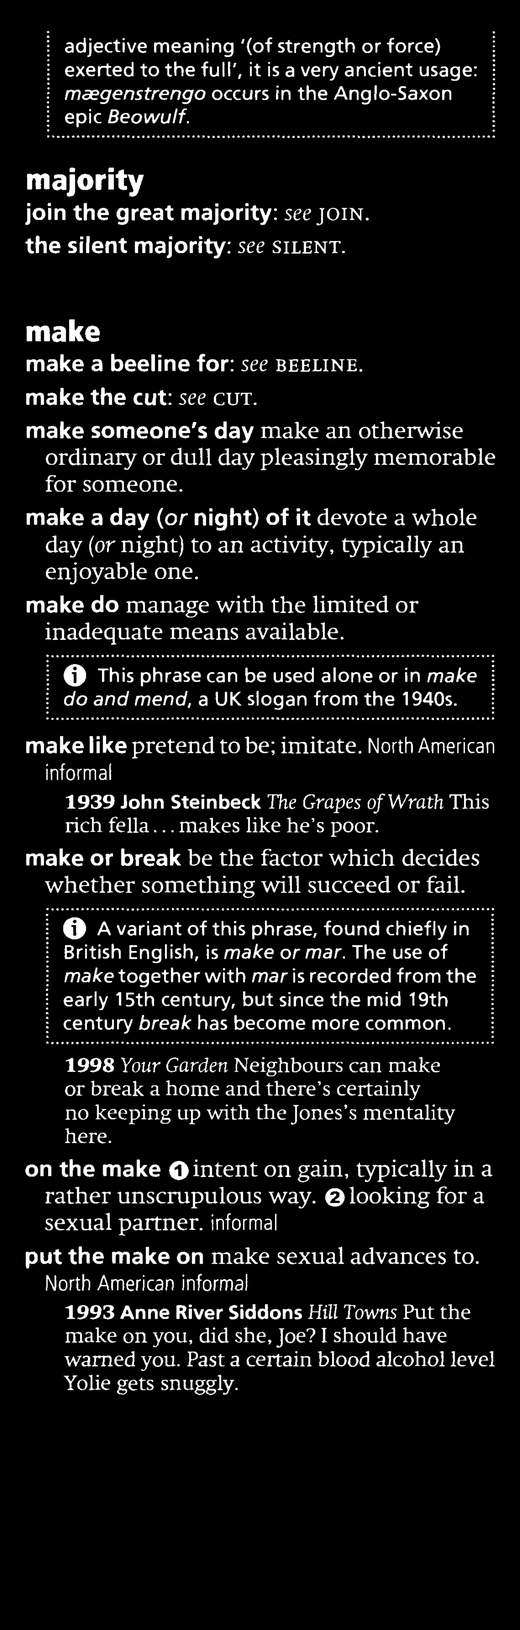 adjective meaning '(of strength or force)
exerted to the full', it is a very ancient usage:
mægenstrengo occurs in the Anglo-Saxon
epic Beowulf.
majority
join the great majority: see JOIN.
the silent majority: see SILENT.
make
make a beeline for: see BEELINE.
make the cut: see CUT.
make someone's day make an otherwise
ordinary or dull day pleasingly memorable
for someone.
make a day (or night) of it devote a whole
day (or night) to an activity, typically an
enjoyable one.
make do manage with the limited or
inadequate means available.
i This phrase can be used alone or in make
do and mend, a UK slogan from the 1940s.
make like pretend to be; imitate. North American
informal
1939 John Steinbeck The Grapes of Wrath This
rich fella... makes like he's poor.
make or break be the factor which decides
whether something will succeed or fail.
i A variant of this phrase, found chiefly in
British English, is make or mar. The use of
make together with mar is recorded from the
early 15th century, but since the mid 19th
century break has become more common.
1998 Your Garden Neighbours can make
or break a home and there's certainly
no keeping up with the Jones's mentality
here.
on the make ❶ intent on gain, typically in a
rather unscrupulous way. ❷ looking for a
sexual partner. informal
put the make on make sexual advances to.
North American informal
1993 Anne River Siddons Hill Towns Put the
make on you, did she, Joe? I should have
warned you. Past a certain blood alcohol level
Yolie gets snuggly.